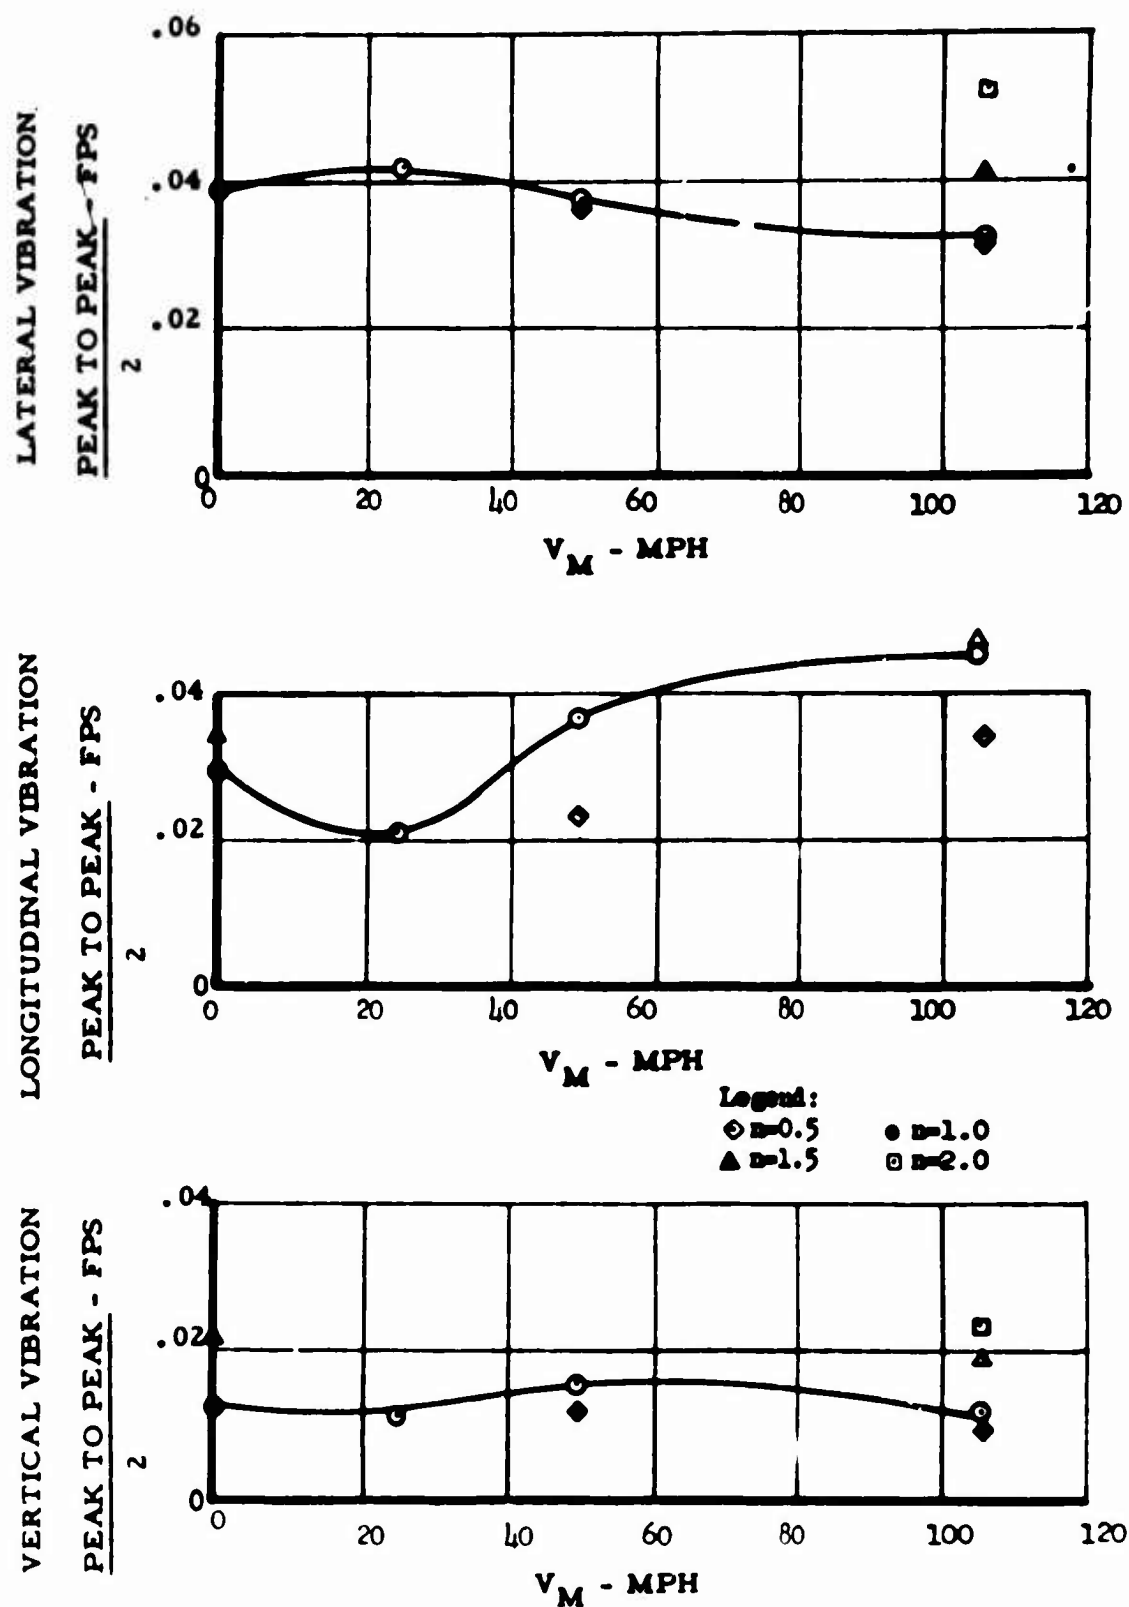 LATERAL VIBRATION
PEAK TO PEAK - FPS
2
.06
.04
.02
0
0 20 40 60 80 100 120
V_M - MPH
LONGITUDINAL VIBRATION
PEAK TO PEAK - FPS
2
.04
.02
0
0 20 40 60 80 100 120
V_M - MPH
Legend:
n=0.5 n=1.0
n=1.5 n=2.0
VERTICAL VIBRATION
PEAK TO PEAK - FPS
2
.04
.02
0
0 20 40 60 80 100 120
V_M - MPH